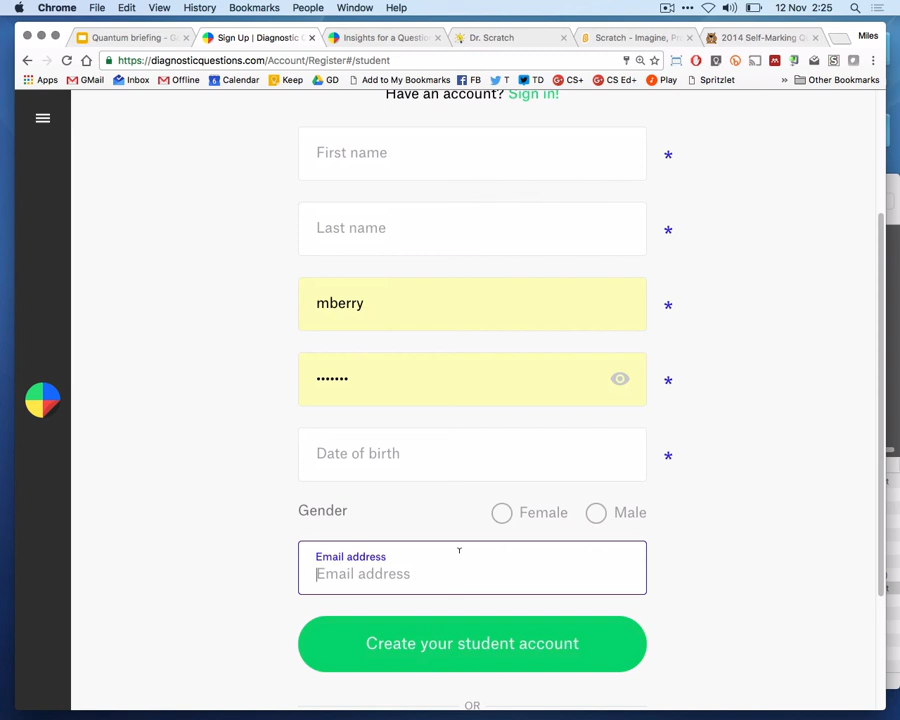 Chrome File Edit View History Bookmarks People Window Help 12 Nov 2:25
Quantum briefing - G Sign Up | Diagnostic Insights for a Question Dr. Scratch Scratch - Imagine, Pr 2014 Self-Marking Q Miles
https://diagnosticquestions.com/Account/Register#/student
Apps GMail Inbox Offline Calendar Keep GD Add to My Bookmarks FB T TD CS+ CS Ed+ Play Spritzlet Other Bookmarks
Have an account? Sign in!
First name *
Last name *
mberry *
••••••• *
Date of birth *
Gender Female Male
Email address
Email address
Create your student account
OR